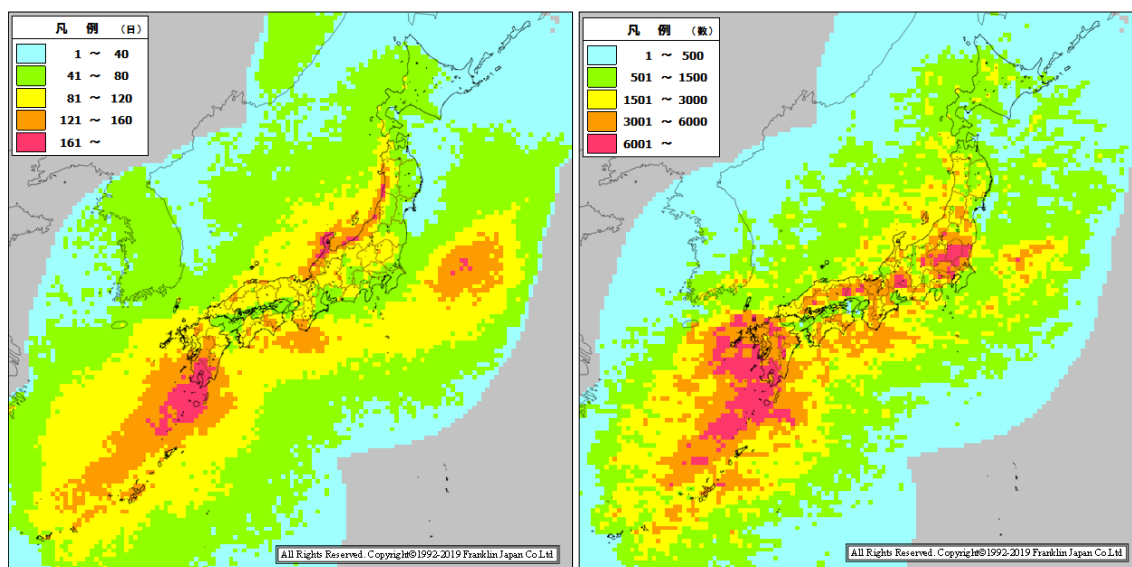 凡 例 (日)
1 ～ 40
41 ～ 80
81 ～ 120
121 ～ 160
161 ～
All Rights Reserved. Copyright©1992-2019 Franklin Japan Co.Ltd
凡 例 (数)
1 ～ 500
501 ～ 1500
1501 ～ 3000
3001 ～ 6000
6001 ～
All Rights Reserved. Copyright©1992-2019 Franklin Japan Co.Ltd